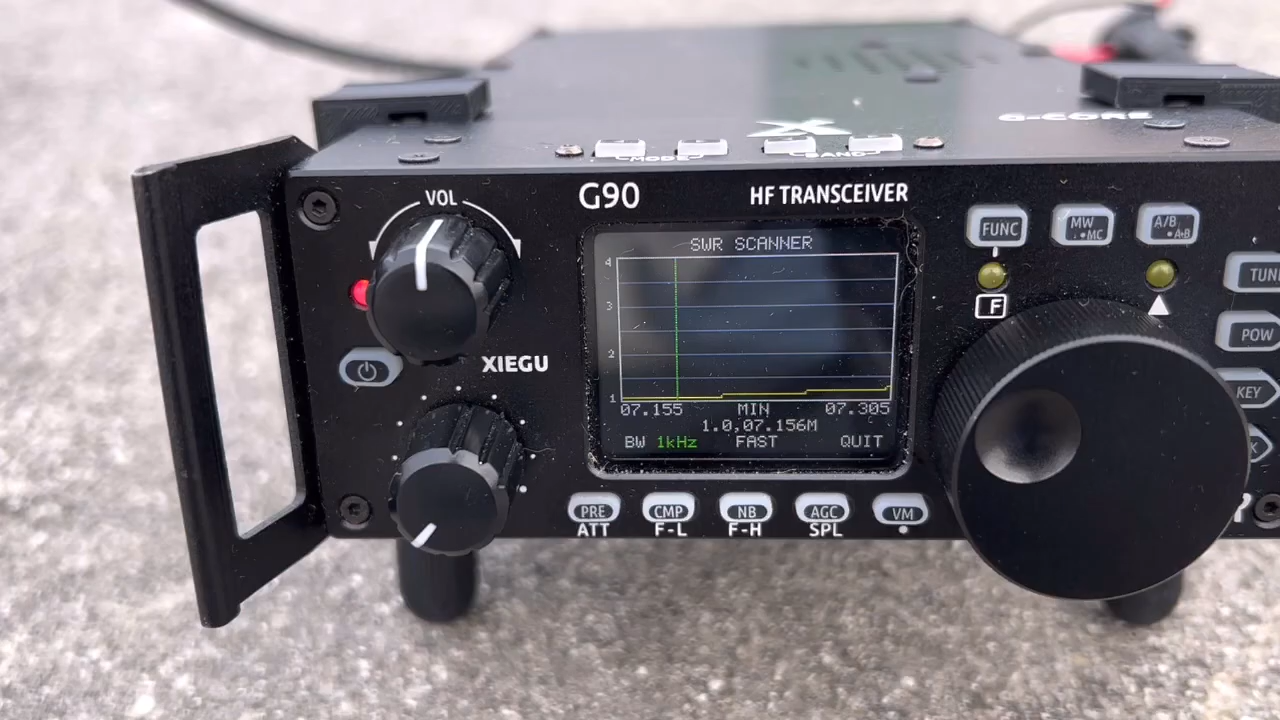 MODE
BAND
G-CORE
VOL
G90
HF TRANSCEIVER
FUNC
MW
MC
A/B
A▸B
F
XIEGU
SWR SCANNER
4
3
2
1
07.155 MIN 07.305
1.0,07.156M
BW 1kHz FAST QUIT
POW
KEY
PRE
CMP
NB
AGC
VM
ATT
F-L
F-H
SPL